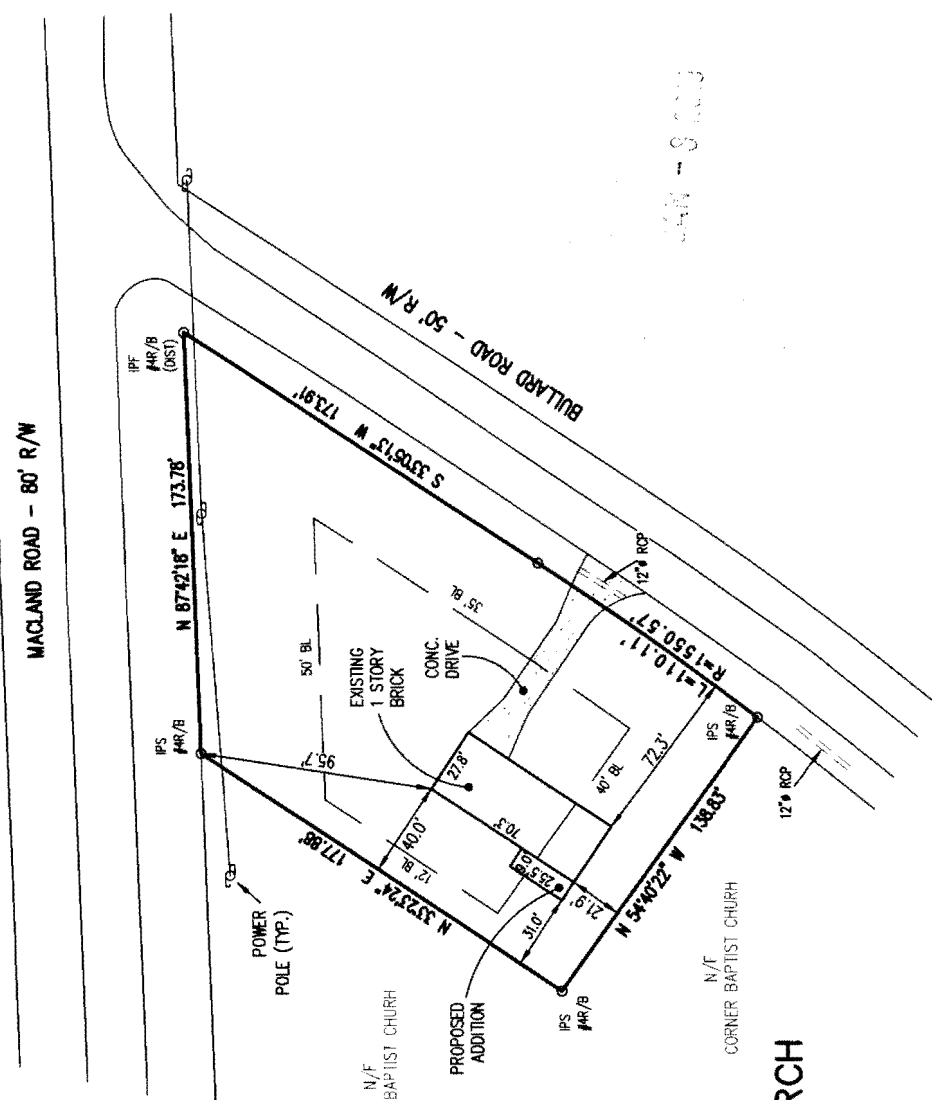 MACLAND ROAD - 80' R/W
BULLARD ROAD - 50' R/W
IPF
#4R/B
(DIST)
N 87°42'18" E 173.78'
S 33°05'13" W 173.91'
IPS
#4R/B
50' BL
35' BL
EXISTING
1 STORY
BRICK
CONC.
DRIVE
12"ø RCP
L=110.11'
R=1550.57'
95.7'
27.8'
40.0'
12' BL
70.3'
40' BL
72.3'
177.88'
N 33°23'24" E
25.5'
31.0'
21.9'
IPS
#4R/B
138.83'
N 54°40'22" W
12"ø RCP
POWER
POLE (TYP.)
PROPOSED
ADDITION
IPS
#4R/B
N/F
BAPTIST CHURH
N/F
CORNER BAPTIST CHURH
RCH